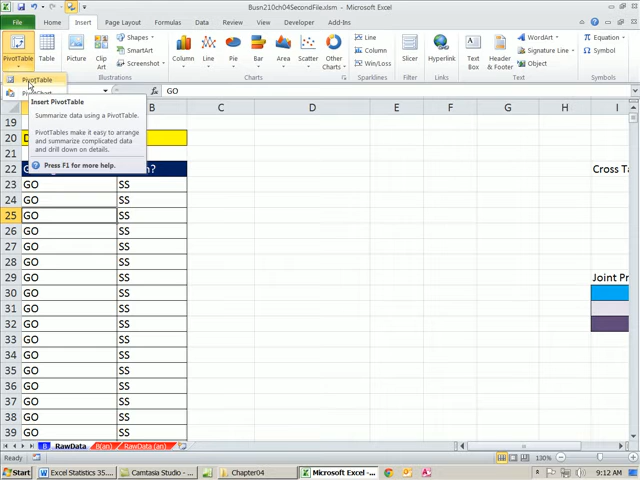 Busn210ch04SecondFile.xlsm - Microsoft Excel
File Home Insert Page Layout Formulas Data Review View Developer Add-Ins
PivotTable Table Picture Clip Art Shapes SmartArt Screenshot Column Line Pie Bar Area Scatter Other Charts Line Column Win/Loss Slicer Hyperlink Text Box Header & Footer WordArt Signature Line Object Equation Symbol
Illustrations Charts Sparklines Filter Links Text Symbols
PivotTable
PivotChart
fx GO
B C D E F G H I
Insert PivotTable
Summarize data using a PivotTable.
PivotTables make it easy to arrange and summarize complicated data and drill down on details.
Press F1 for more help.
19
20 D
21
22 Cross Ta
23 GO SS
24 GO SS
25 GO SS
26 GO SS
27 GO SS
28 GO SS
29 GO SS Joint Pr
30 GO SS
31 GO SS
32 GO SS
33 GO SS
34 GO SS
35 GO SS
36 GO SS
37 GO SS
38 GO SS
39 GO SS
B RawData B(an) RawData (an)
Ready 130%
Start Excel Statistics 35.... Camtasia Studio - ... Chapter04 Microsoft Excel -... 9:12 AM